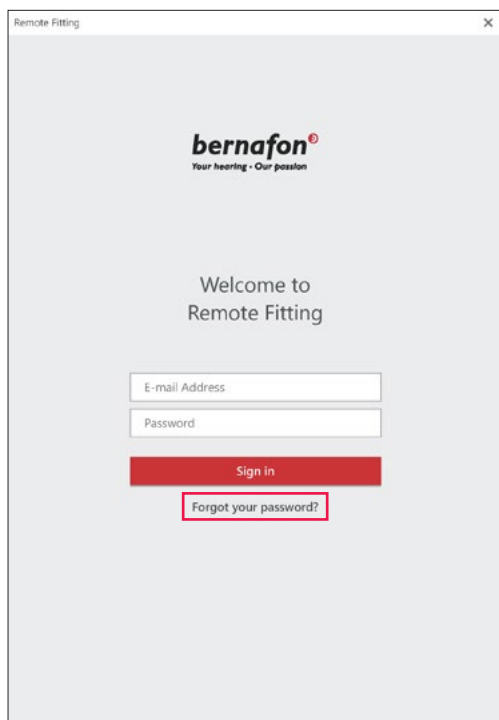 Remote Fitting
bernafon
Your hearing • Our passion
Welcome to
Remote Fitting
E-mail Address
Password
Sign in
Forgot your password?